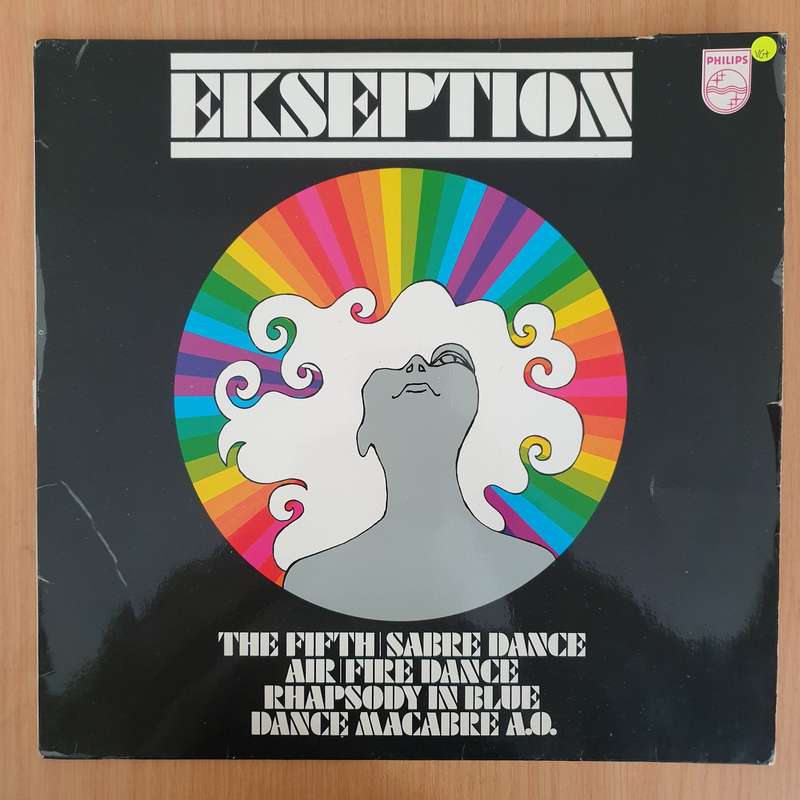 EKSEPTION
PHILIPS
VG+
THE FIFTH | SABRE DANCE
AIR | FIRE DANCE
RHAPSODY IN BLUE
DANCE MACABRE A.O.